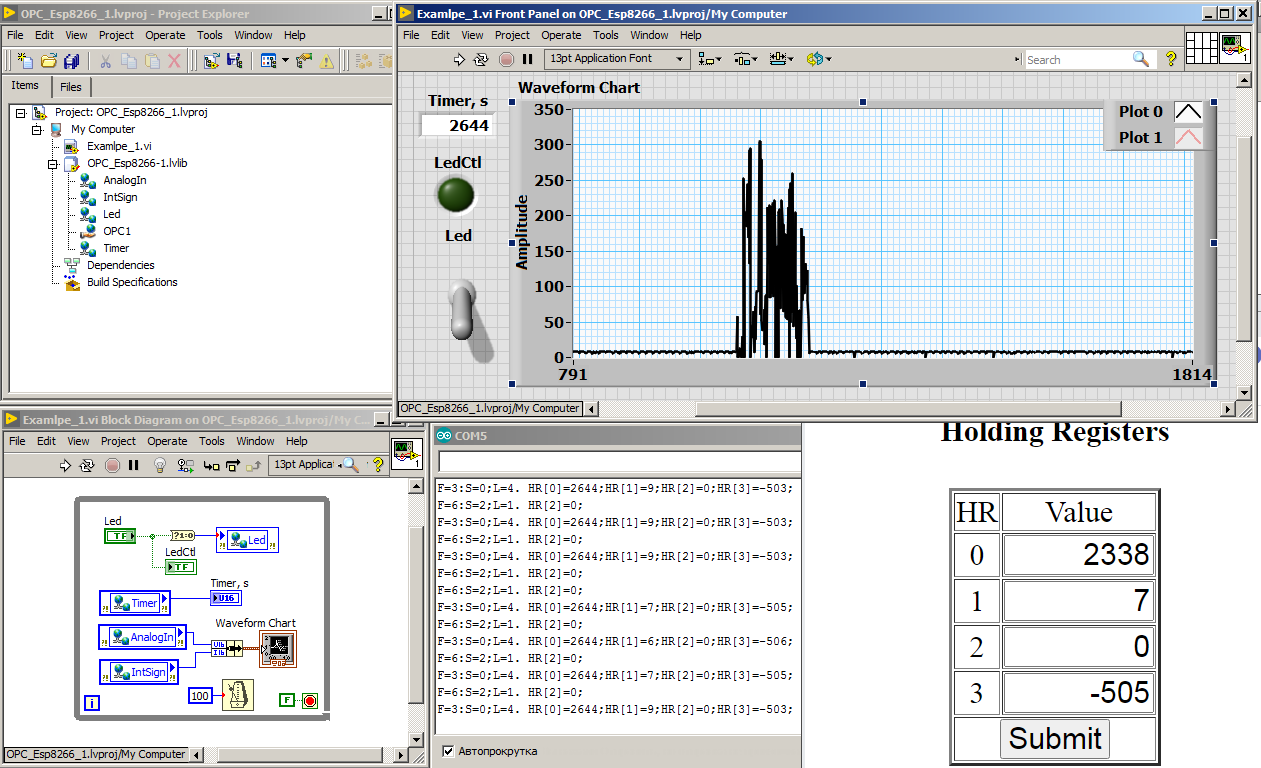 OPC_Esp8266_1.lvproj - Project Explorer
File Edit View Project Operate Tools Window Help
Items Files
Project: OPC_Esp8266_1.lvproj
My Computer
Examlpe_1.vi
OPC_Esp8266-1.lvlib
AnalogIn
IntSign
Led
OPC1
Timer
Dependencies
Build Specifications
Examlpe_1.vi Front Panel on OPC_Esp8266_1.lvproj/My Computer
File Edit View Project Operate Tools Window Help
13pt Application Font
Search
1
Timer, s
2644
LedCtl
Led
Waveform Chart
Plot 0
Plot 1
Amplitude
350
300
250
200
150
100
50
0
791 1814
OPC_Esp8266_1.lvproj/My Computer
Examlpe_1.vi Block Diagram on OPC_Esp8266_1.lvproj/My C...
File Edit View Project Operate Tools Window Help
13pt Applica
1
Led
TF
?1:0
Led
LedCtl
TF
Timer, s
Timer
U16
Waveform Chart
AnalogIn
IntSign
100
i
F
OPC_Esp8266_1.lvproj/My Computer
COM5
F=3:S=0;L=4. HR[0]=2644;HR[1]=9;HR[2]=0;HR[3]=-503;
F=6:S=2;L=1. HR[2]=0;
F=3:S=0;L=4. HR[0]=2644;HR[1]=9;HR[2]=0;HR[3]=-503;
F=6:S=2;L=1. HR[2]=0;
F=3:S=0;L=4. HR[0]=2644;HR[1]=9;HR[2]=0;HR[3]=-503;
F=6:S=2;L=1. HR[2]=0;
F=6:S=2;L=1. HR[2]=0;
F=3:S=0;L=4. HR[0]=2644;HR[1]=7;HR[2]=0;HR[3]=-505;
F=6:S=2;L=1. HR[2]=0;
F=3:S=0;L=4. HR[0]=2644;HR[1]=6;HR[2]=0;HR[3]=-506;
F=6:S=2;L=1. HR[2]=0;
F=3:S=0;L=4. HR[0]=2644;HR[1]=7;HR[2]=0;HR[3]=-505;
F=6:S=2;L=1. HR[2]=0;
F=3:S=0;L=4. HR[0]=2644;HR[1]=9;HR[2]=0;HR[3]=-503;
Автопрокрутка
Holding Registers
HR Value
0 2338
1 7
2 0
3 -505
Submit